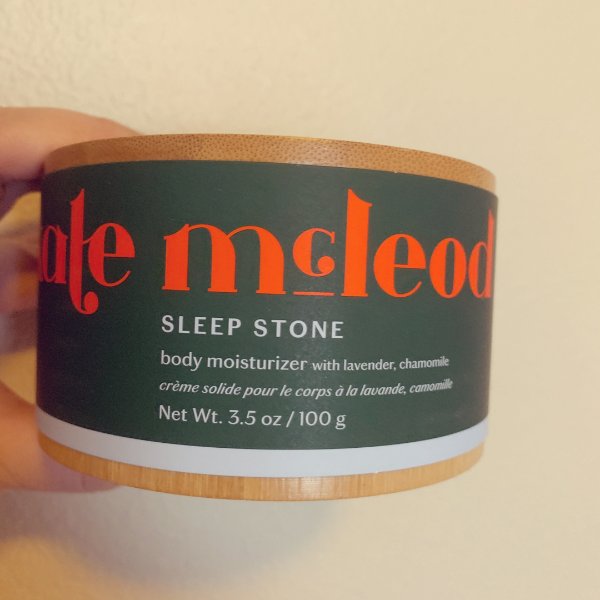 ate mcleod
SLEEP STONE
body moisturizer with lavender, chamomile
crème solide pour le corps à la lavande, camomille
Net Wt. 3.5 oz / 100 g